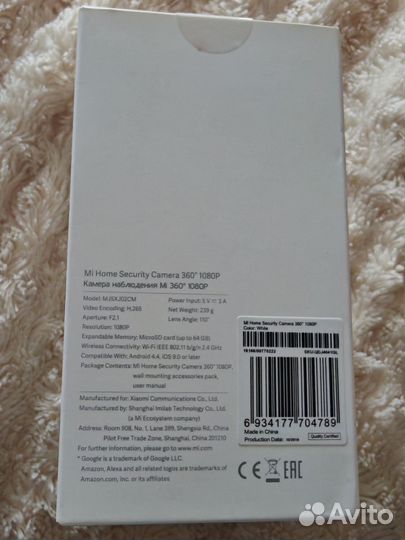 Mi Home Security Camera 360° 1080P
Камера наблюдения Mi 360° 1080P
Model: MJSXJ02CM Power Input: 5 V⎓2 A
Video Encoding: H.265 Net Weight: 239 g
Aperture: F2.1 Lens Angle: 110°
Resolution: 1080P
Expandable Memory: MicroSD card (up to 64 GB)
Wireless Connectivity: Wi-Fi IEEE 802.11 b/g/n 2.4 GHz
Compatible With: Android 4.4, iOS 9.0 or later
Package Contents: Mi Home Security Camera 360°,
wall mounting accessories pack,
user manual
Manufactured for: Xiaomi Communications Co., Ltd.
Manufactured by: Shanghai Imilab Technology Co., Ltd.
(a Mi Ecosystem company)
Address: Room 908, No. 1, Lane 399, Shengxia Rd., China
Pilot Free Trade Zone, Shanghai, China 201210
For further information, please go to www.mi.com
* Google is a trademark of Google LLC.
Amazon, Alexa and all related logos are trademarks of
Amazon.com, Inc. or its affiliates.
Mi Home Security Camera 360° 1080P
Color: White
6 934177 704789
Made in China
Production Date:
Quality Certified
CE EAC
Avito